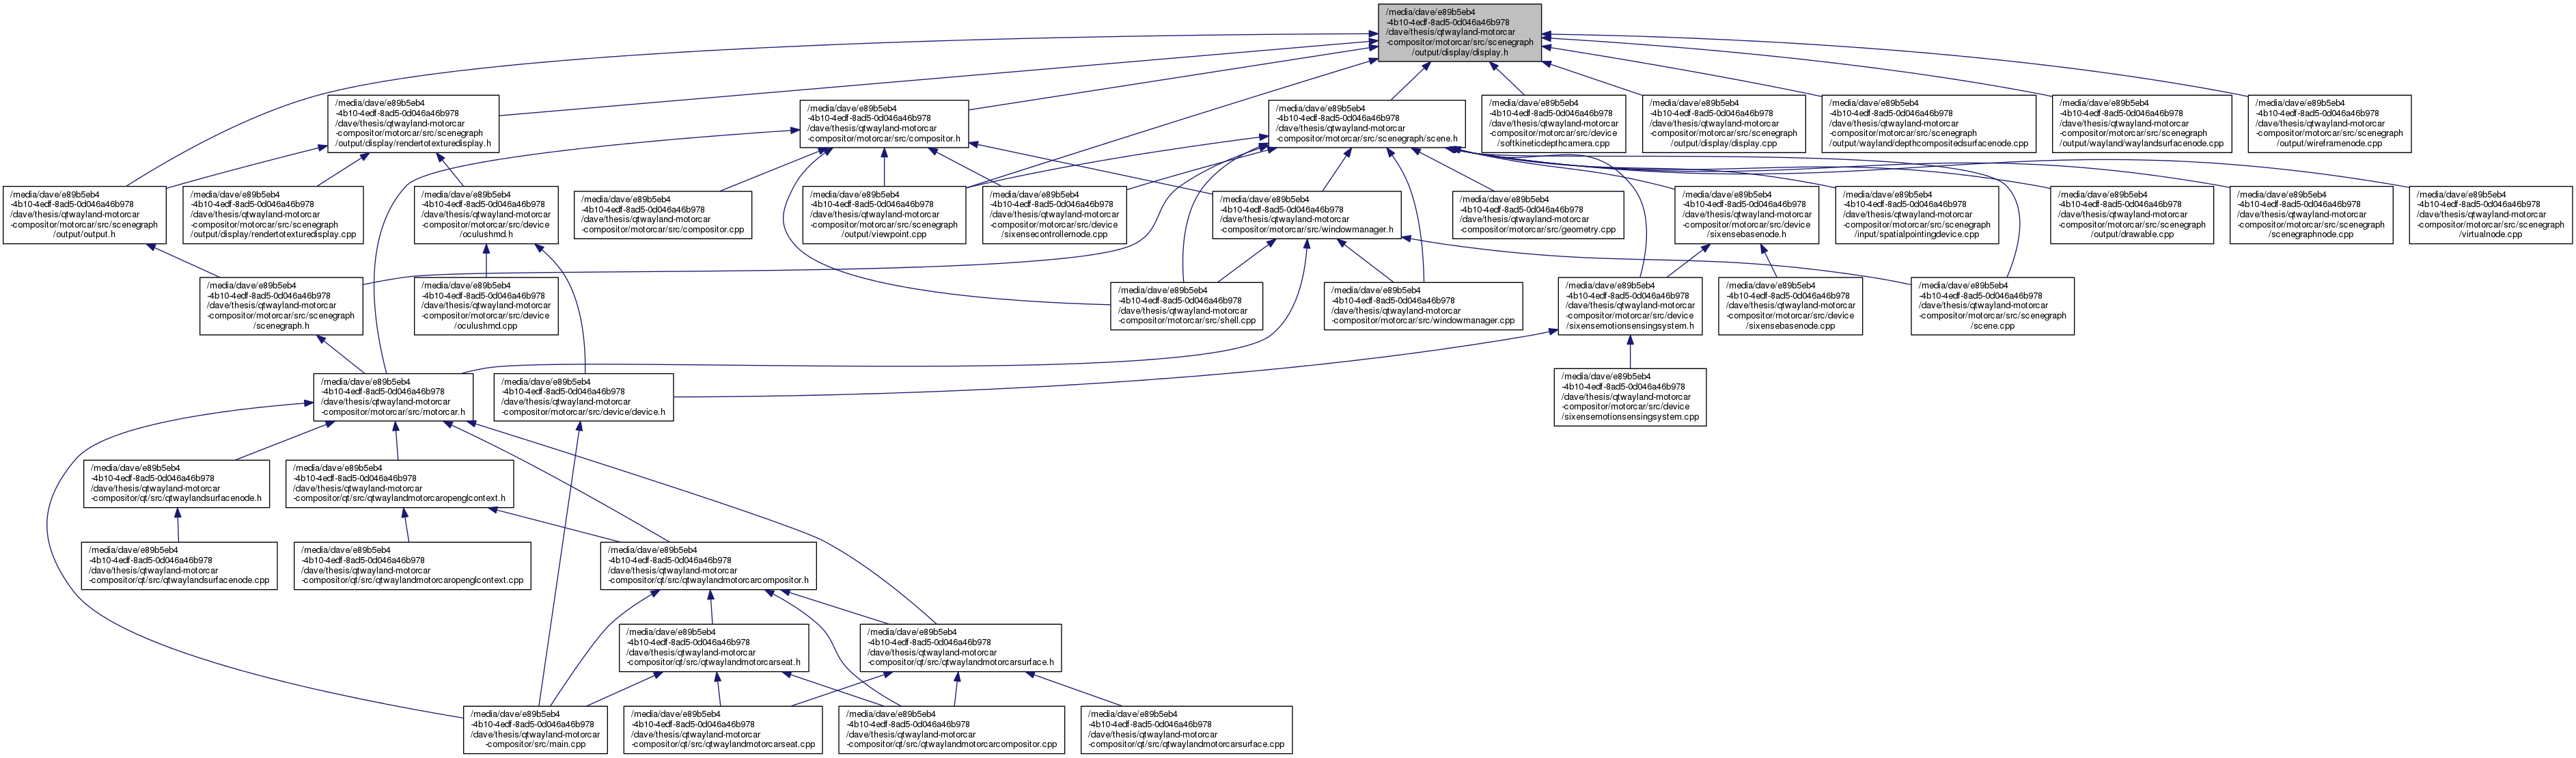 /media/dave/e89b5eb4
-4b10-4edf-8ad5-0d046a46b978
/dave/thesis/qtwayland-motorcar
-compositor/motorcar/src/scenegraph
/output/display/display.h
/media/dave/e89b5eb4
-4b10-4edf-8ad5-0d046a46b978
/dave/thesis/qtwayland-motorcar
-compositor/motorcar/src/scenegraph
/output/display/rendertotexturedisplay.h
/media/dave/e89b5eb4
-4b10-4edf-8ad5-0d046a46b978
/dave/thesis/qtwayland-motorcar
-compositor/motorcar/src/compositor.h
/media/dave/e89b5eb4
-4b10-4edf-8ad5-0d046a46b978
/dave/thesis/qtwayland-motorcar
-compositor/motorcar/src/scenegraph/scene.h
/media/dave/e89b5eb4
-4b10-4edf-8ad5-0d046a46b978
/dave/thesis/qtwayland-motorcar
-compositor/motorcar/src/device
/softkineticdepthcamera.cpp
/media/dave/e89b5eb4
-4b10-4edf-8ad5-0d046a46b978
/dave/thesis/qtwayland-motorcar
-compositor/motorcar/src/scenegraph
/output/display/display.cpp
/media/dave/e89b5eb4
-4b10-4edf-8ad5-0d046a46b978
/dave/thesis/qtwayland-motorcar
-compositor/motorcar/src/scenegraph
/output/wayland/depthcompositedsurfacenode.cpp
/media/dave/e89b5eb4
-4b10-4edf-8ad5-0d046a46b978
/dave/thesis/qtwayland-motorcar
-compositor/motorcar/src/scenegraph
/output/wayland/waylandsurfacenode.cpp
/media/dave/e89b5eb4
-4b10-4edf-8ad5-0d046a46b978
/dave/thesis/qtwayland-motorcar
-compositor/motorcar/src/scenegraph
/output/wireframenode.cpp
/media/dave/e89b5eb4
-4b10-4edf-8ad5-0d046a46b978
/dave/thesis/qtwayland-motorcar
-compositor/motorcar/src/scenegraph
/output/output.h
/media/dave/e89b5eb4
-4b10-4edf-8ad5-0d046a46b978
/dave/thesis/qtwayland-motorcar
-compositor/motorcar/src/scenegraph
/output/display/rendertotexturedisplay.cpp
/media/dave/e89b5eb4
-4b10-4edf-8ad5-0d046a46b978
/dave/thesis/qtwayland-motorcar
-compositor/motorcar/src/device
/oculushmd.h
/media/dave/e89b5eb4
-4b10-4edf-8ad5-0d046a46b978
/dave/thesis/qtwayland-motorcar
-compositor/motorcar/src/compositor.cpp
/media/dave/e89b5eb4
-4b10-4edf-8ad5-0d046a46b978
/dave/thesis/qtwayland-motorcar
-compositor/motorcar/src/scenegraph
/output/viewpoint.cpp
/media/dave/e89b5eb4
-4b10-4edf-8ad5-0d046a46b978
/dave/thesis/qtwayland-motorcar
-compositor/motorcar/src/device
/sixensecontrollernode.cpp
/media/dave/e89b5eb4
-4b10-4edf-8ad5-0d046a46b978
/dave/thesis/qtwayland-motorcar
-compositor/motorcar/src/windowmanager.h
/media/dave/e89b5eb4
-4b10-4edf-8ad5-0d046a46b978
/dave/thesis/qtwayland-motorcar
-compositor/motorcar/src/geometry.cpp
/media/dave/e89b5eb4
-4b10-4edf-8ad5-0d046a46b978
/dave/thesis/qtwayland-motorcar
-compositor/motorcar/src/device
/sixensebasenode.h
/media/dave/e89b5eb4
-4b10-4edf-8ad5-0d046a46b978
/dave/thesis/qtwayland-motorcar
-compositor/motorcar/src/scenegraph
/input/spatialpointingdevice.cpp
/media/dave/e89b5eb4
-4b10-4edf-8ad5-0d046a46b978
/dave/thesis/qtwayland-motorcar
-compositor/motorcar/src/scenegraph
/output/drawable.cpp
/media/dave/e89b5eb4
-4b10-4edf-8ad5-0d046a46b978
/dave/thesis/qtwayland-motorcar
-compositor/motorcar/src/scenegraph
/scenegraphnode.cpp
/media/dave/e89b5eb4
-4b10-4edf-8ad5-0d046a46b978
/dave/thesis/qtwayland-motorcar
-compositor/motorcar/src/scenegraph
/virtualnode.cpp
/media/dave/e89b5eb4
-4b10-4edf-8ad5-0d046a46b978
/dave/thesis/qtwayland-motorcar
-compositor/motorcar/src/scenegraph
/scenegraph.h
/media/dave/e89b5eb4
-4b10-4edf-8ad5-0d046a46b978
/dave/thesis/qtwayland-motorcar
-compositor/motorcar/src/device
/oculushmd.cpp
/media/dave/e89b5eb4
-4b10-4edf-8ad5-0d046a46b978
/dave/thesis/qtwayland-motorcar
-compositor/motorcar/src/shell.cpp
/media/dave/e89b5eb4
-4b10-4edf-8ad5-0d046a46b978
/dave/thesis/qtwayland-motorcar
-compositor/motorcar/src/windowmanager.cpp
/media/dave/e89b5eb4
-4b10-4edf-8ad5-0d046a46b978
/dave/thesis/qtwayland-motorcar
-compositor/motorcar/src/device
/sixensemotionsensingsystem.h
/media/dave/e89b5eb4
-4b10-4edf-8ad5-0d046a46b978
/dave/thesis/qtwayland-motorcar
-compositor/motorcar/src/device
/sixensebasenode.cpp
/media/dave/e89b5eb4
-4b10-4edf-8ad5-0d046a46b978
/dave/thesis/qtwayland-motorcar
-compositor/motorcar/src/scenegraph
/scene.cpp
/media/dave/e89b5eb4
-4b10-4edf-8ad5-0d046a46b978
/dave/thesis/qtwayland-motorcar
-compositor/motorcar/src/motorcar.h
/media/dave/e89b5eb4
-4b10-4edf-8ad5-0d046a46b978
/dave/thesis/qtwayland-motorcar
-compositor/motorcar/src/device/device.h
/media/dave/e89b5eb4
-4b10-4edf-8ad5-0d046a46b978
/dave/thesis/qtwayland-motorcar
-compositor/motorcar/src/device
/sixensemotionsensingsystem.cpp
/media/dave/e89b5eb4
-4b10-4edf-8ad5-0d046a46b978
/dave/thesis/qtwayland-motorcar
-compositor/qt/src/qtwaylandsurfacenode.h
/media/dave/e89b5eb4
-4b10-4edf-8ad5-0d046a46b978
/dave/thesis/qtwayland-motorcar
-compositor/qt/src/qtwaylandmotorcaropenglcontext.h
/media/dave/e89b5eb4
-4b10-4edf-8ad5-0d046a46b978
/dave/thesis/qtwayland-motorcar
-compositor/qt/src/qtwaylandsurfacenode.cpp
/media/dave/e89b5eb4
-4b10-4edf-8ad5-0d046a46b978
/dave/thesis/qtwayland-motorcar
-compositor/qt/src/qtwaylandmotorcaropenglcontext.cpp
/media/dave/e89b5eb4
-4b10-4edf-8ad5-0d046a46b978
/dave/thesis/qtwayland-motorcar
-compositor/qt/src/qtwaylandmotorcarcompositor.h
/media/dave/e89b5eb4
-4b10-4edf-8ad5-0d046a46b978
/dave/thesis/qtwayland-motorcar
-compositor/qt/src/qtwaylandmotorcarseat.h
/media/dave/e89b5eb4
-4b10-4edf-8ad5-0d046a46b978
/dave/thesis/qtwayland-motorcar
-compositor/qt/src/qtwaylandmotorcarsurface.h
/media/dave/e89b5eb4
-4b10-4edf-8ad5-0d046a46b978
/dave/thesis/qtwayland-motorcar
-compositor/src/main.cpp
/media/dave/e89b5eb4
-4b10-4edf-8ad5-0d046a46b978
/dave/thesis/qtwayland-motorcar
-compositor/qt/src/qtwaylandmotorcarseat.cpp
/media/dave/e89b5eb4
-4b10-4edf-8ad5-0d046a46b978
/dave/thesis/qtwayland-motorcar
-compositor/qt/src/qtwaylandmotorcarcompositor.cpp
/media/dave/e89b5eb4
-4b10-4edf-8ad5-0d046a46b978
/dave/thesis/qtwayland-motorcar
-compositor/qt/src/qtwaylandmotorcarsurface.cpp